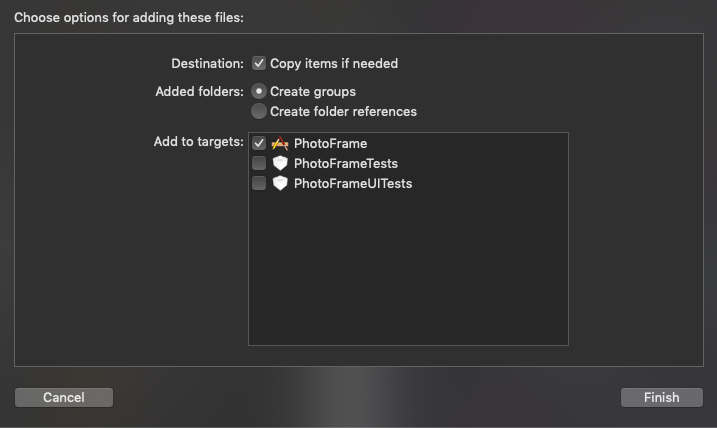 Choose options for adding these files:
Destination: Copy items if needed
Added folders: Create groups
Create folder references
Add to targets: PhotoFrame
PhotoFrameTests
PhotoFrameUITests
Cancel Finish